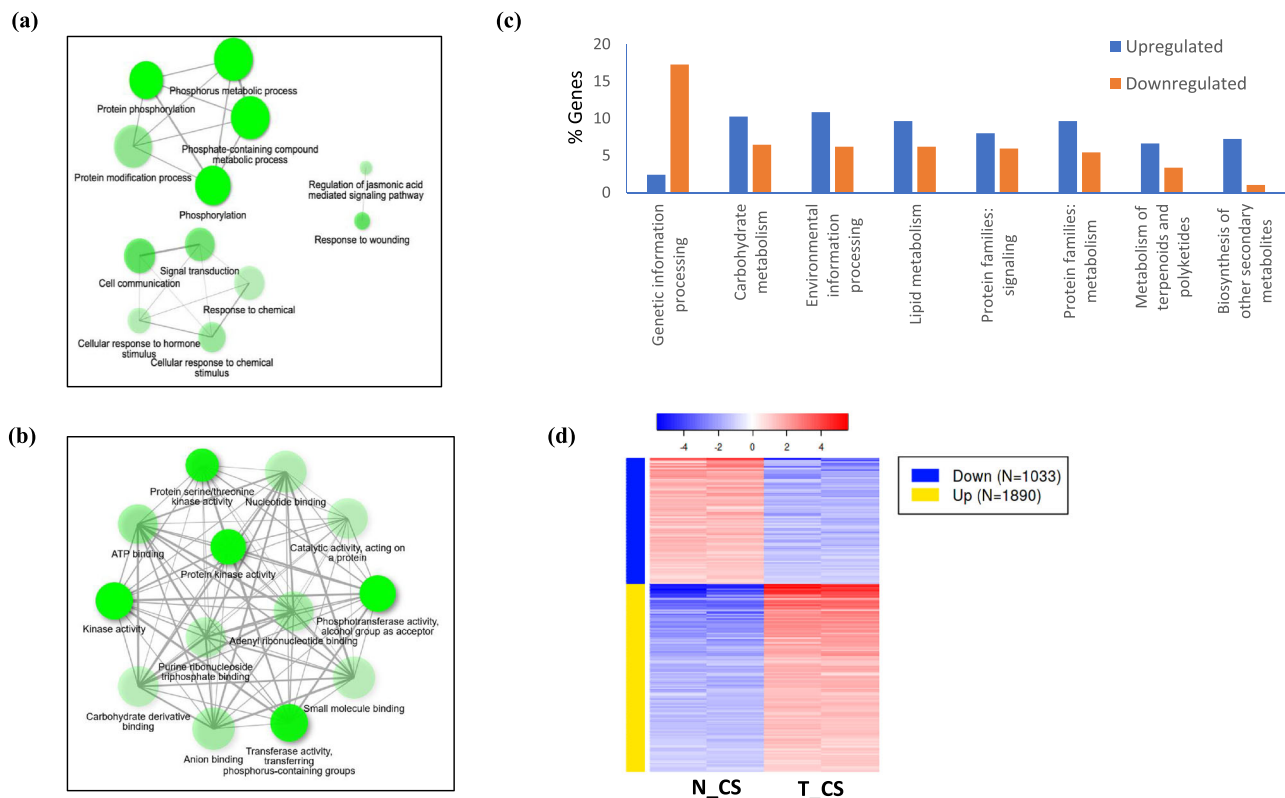 (a)
Phosphorus metabolic process
Protein phosphorylation
Phosphate-containing compound
metabolic process
Protein modification process
Regulation of jasmonic acid
mediated signaling pathway
Phosphorylation
Response to wounding
Signal transduction
Cell communication
Response to chemical
Cellular response to hormone
stimulus
Cellular response to chemical
stimulus
(b)
Protein serine/threonine
kinase activity
Nucleotide binding
ATP binding
Catalytic activity, acting on
a protein
Protein kinase activity
Kinase activity
Phosphotransferase activity,
alcohol group as acceptor
Adenyl ribonucleotide binding
Purine ribonucleoside
triphosphate binding
Small molecule binding
Carbohydrate derivative
binding
Anion binding
Transferase activity,
transferring
phosphorus-containing groups
(c)
% Genes
20
15
10
5
0
Upregulated
Downregulated
Genetic information
processing
Carbohydrate
metabolism
Environmental
information
processing
Lipid metabolism
Protein families:
signaling
Protein families:
metabolism
Metabolism of
terpenoids and
polyketides
Biosynthesis of
other secondary
metabolites
(d)
-4 -2 0 2 4
Down (N=1033)
Up (N=1890)
N_CS T_CS